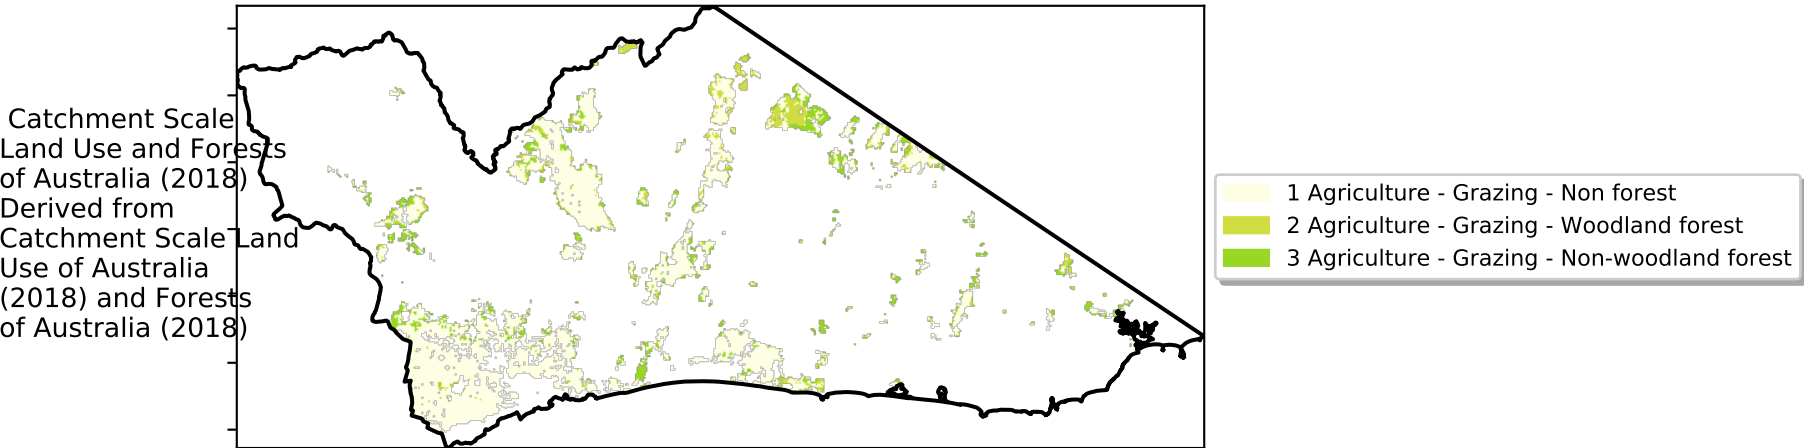 Catchment Scale
Land Use and Forests
of Australia (2018)
Derived from
Catchment Scale Land
Use of Australia
(2018) and Forests
of Australia (2018)
1 Agriculture - Grazing - Non forest
2 Agriculture - Grazing - Woodland forest
3 Agriculture - Grazing - Non-woodland forest